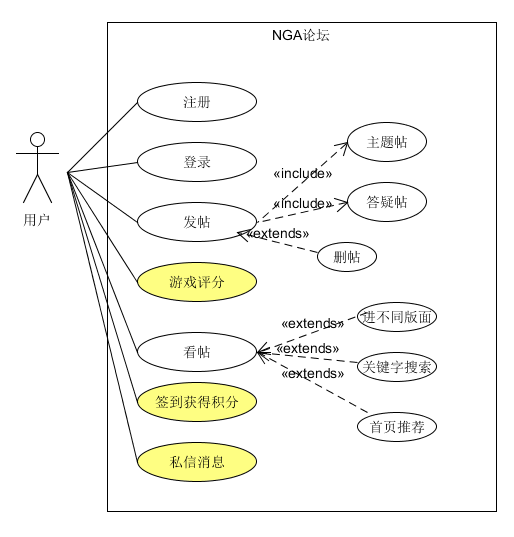 NGA论坛
注册
主题帖
«include»
登录
用户
答疑帖
«include»
发帖
«extends»
删帖
游戏评分
进不同版面
«extends»
看帖
«extends»
关键字搜索
«extends»
签到获得积分
首页推荐
私信消息